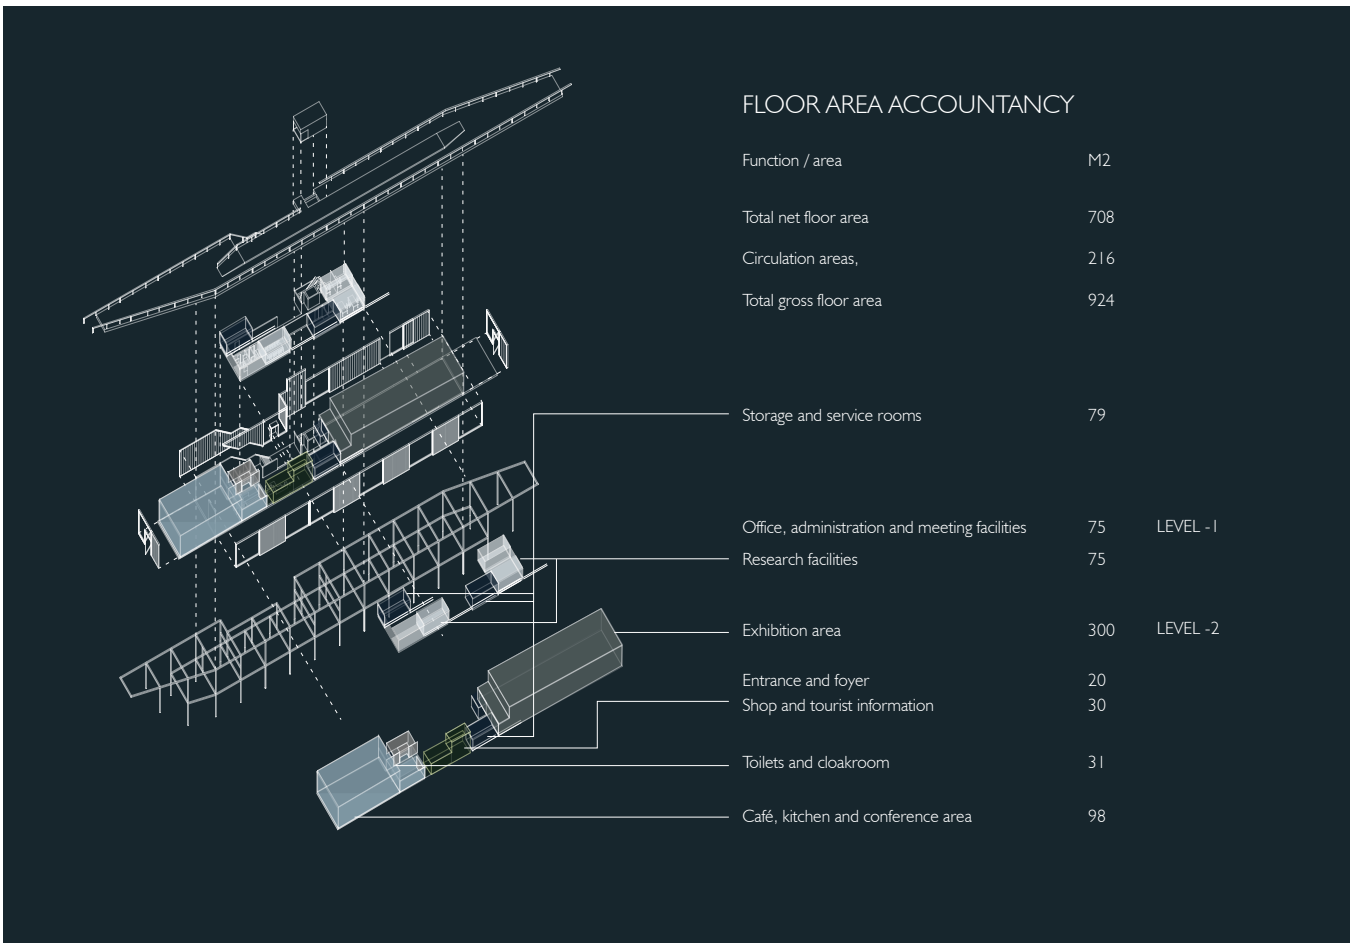 FLOOR AREA ACCOUNTANCY
Function / area M2
Total net floor area 708
Circulation areas, 216
Total gross floor area 924
Storage and service rooms 79
Office, administration and meeting facilities 75 LEVEL -1
Research facilities 75
Exhibition area 300 LEVEL -2
Entrance and foyer 20
Shop and tourist information 30
Toilets and cloakroom 31
Café, kitchen and conference area 98